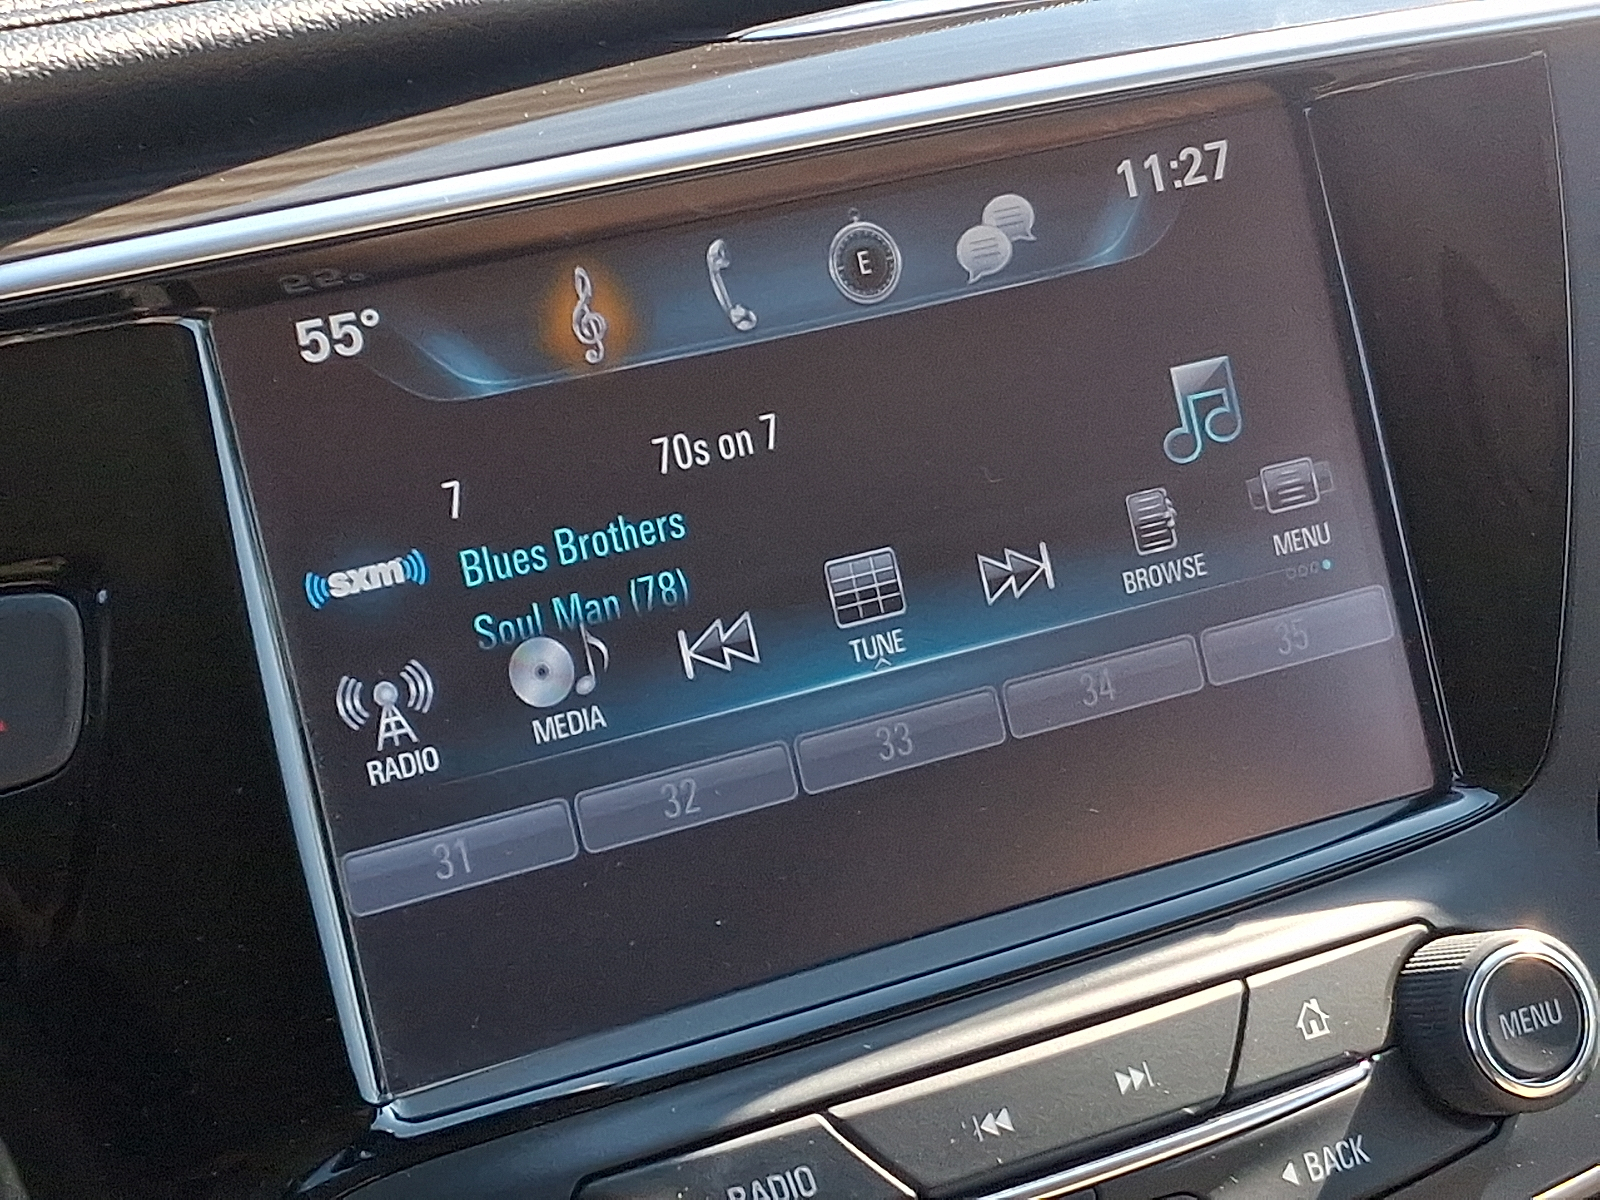 11:27
55°
E
70s on 7
7
sxm
Blues Brothers
Soul Man (78)
RADIO
MEDIA
TUNE
BROWSE
MENU
31
32
33
34
35
MENU
BACK
RADIO